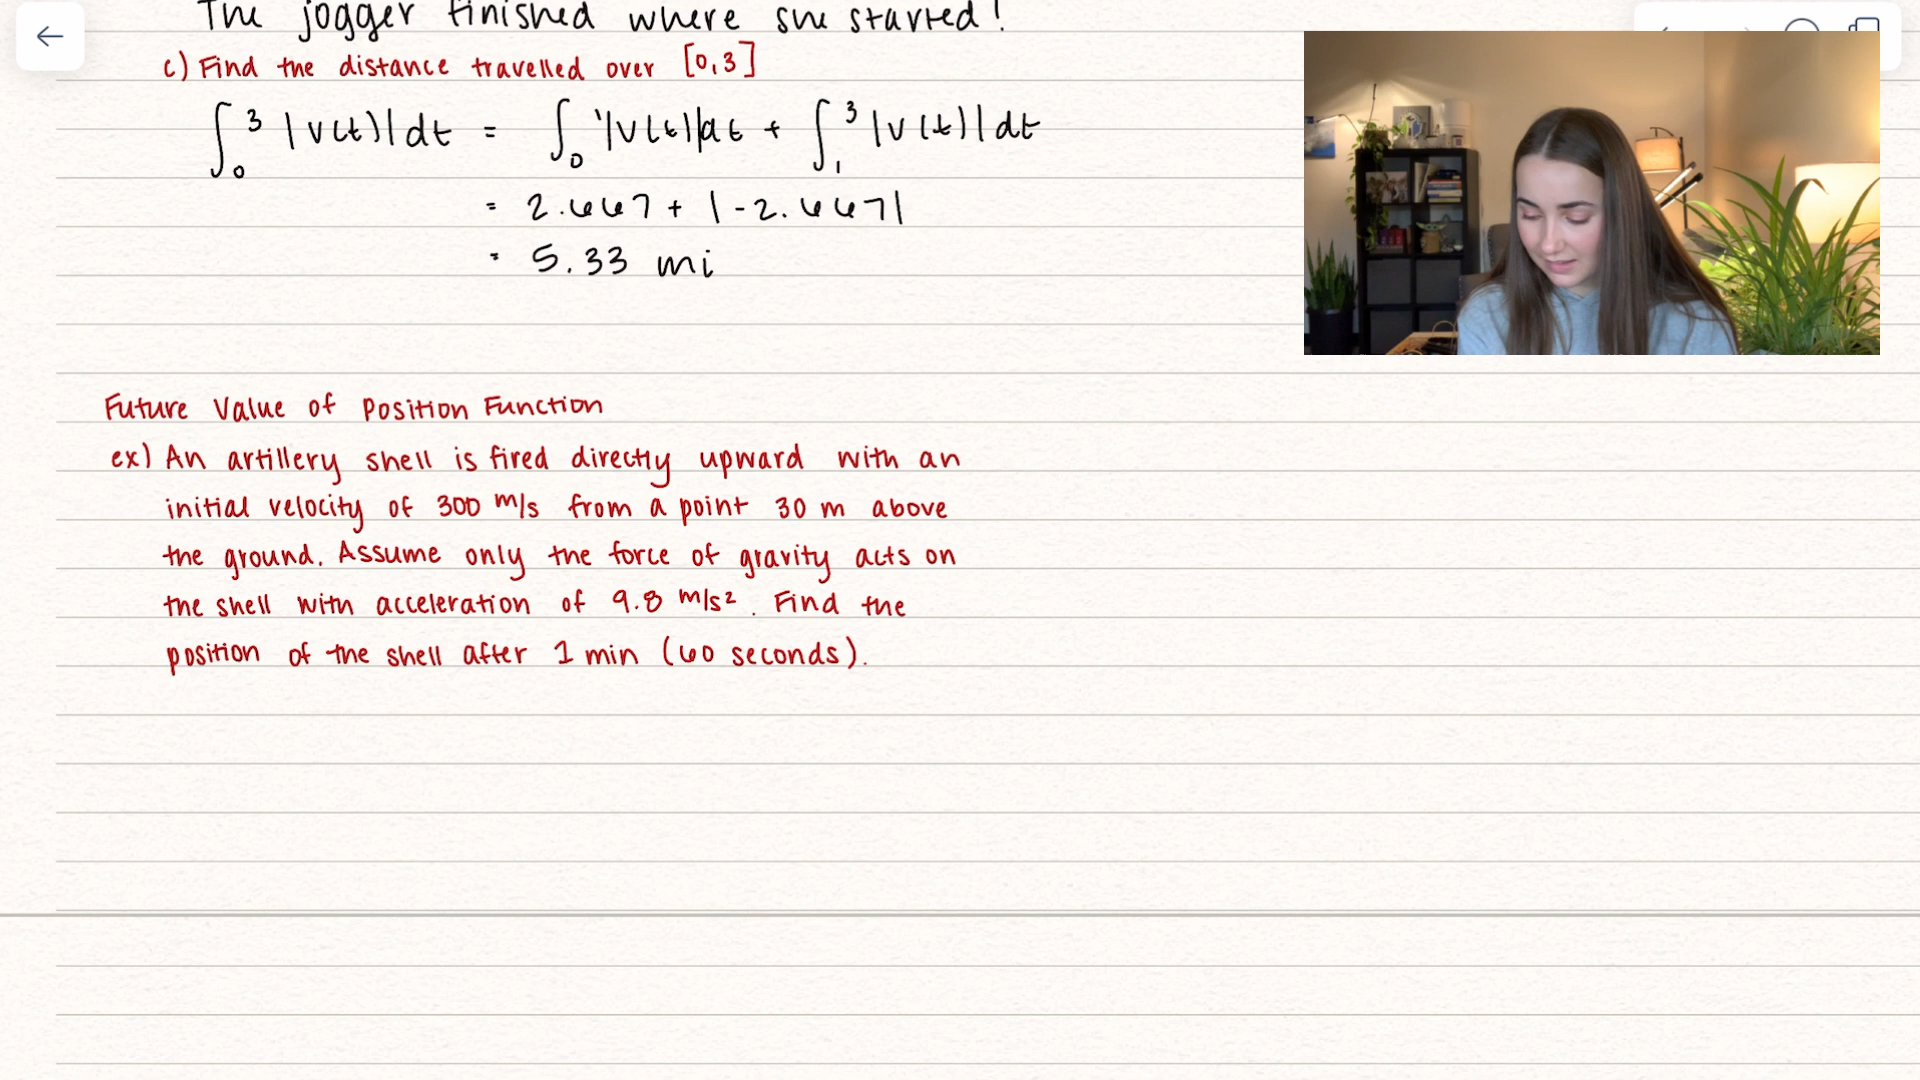 The jogger finished where she started!
c) Find the distance travelled over [0,3]
∫₀³ |v(t)|dt = ∫₀¹|v(t)|dt + ∫₁³ |v(t)|dt
= 2.667 + |-2.667|
= 5.33 mi
Future Value of Position Function
ex) An artillery shell is fired directly upward with an
initial velocity of 300 m/s from a point 30 m above
the ground. Assume only the force of gravity acts on
the shell with acceleration of 9.8 m/s². Find the
position of the shell after 1 min (60 seconds).